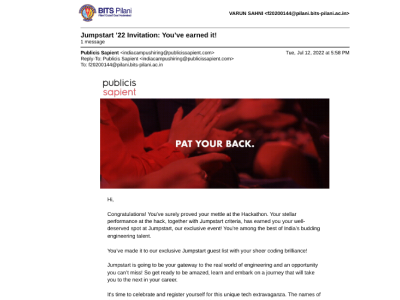 BITS Pilani
Pilani | Dubai | Goa | Hyderabad
VARUN SAHNI <f20200144@pilani.bits-pilani.ac.in>
Jumpstart '22 Invitation: You've earned it!
1 message
Publicis Sapient <indiacampushiring@publicissapient.com>
Tue, Jul 12, 2022 at 5:58 PM
Reply-To: Publicis Sapient <indiacampushiring@publicissapient.com>
To: f20200144@pilani.bits-pilani.ac.in
publicis
sapient
PAT YOUR BACK.
Hi,
Congratulations! You've surely proved your mettle at the Hackathon. Your stellar
performance at the hack, together with Jumpstart criteria, has earned you your well-
deserved spot at Jumpstart, our exclusive event! You're among the best of India's budding
engineering talent.
You've made it to our exclusive Jumpstart guest list with your sheer coding brilliance!
Jumpstart is going to be your gateway to the real world of engineering and an opportunity
you can't miss! So get ready to be amazed, learn and embark on a journey that will take
you to the next in your career.
It's time to celebrate and register yourself for this unique tech extravaganza. The names of